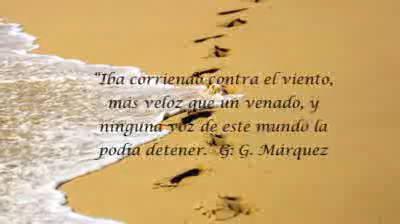 "Iba corriendo contra el viento,
más veloz que un venado, y
ninguna voz de este mundo la
podía detener. G: G. Márquez